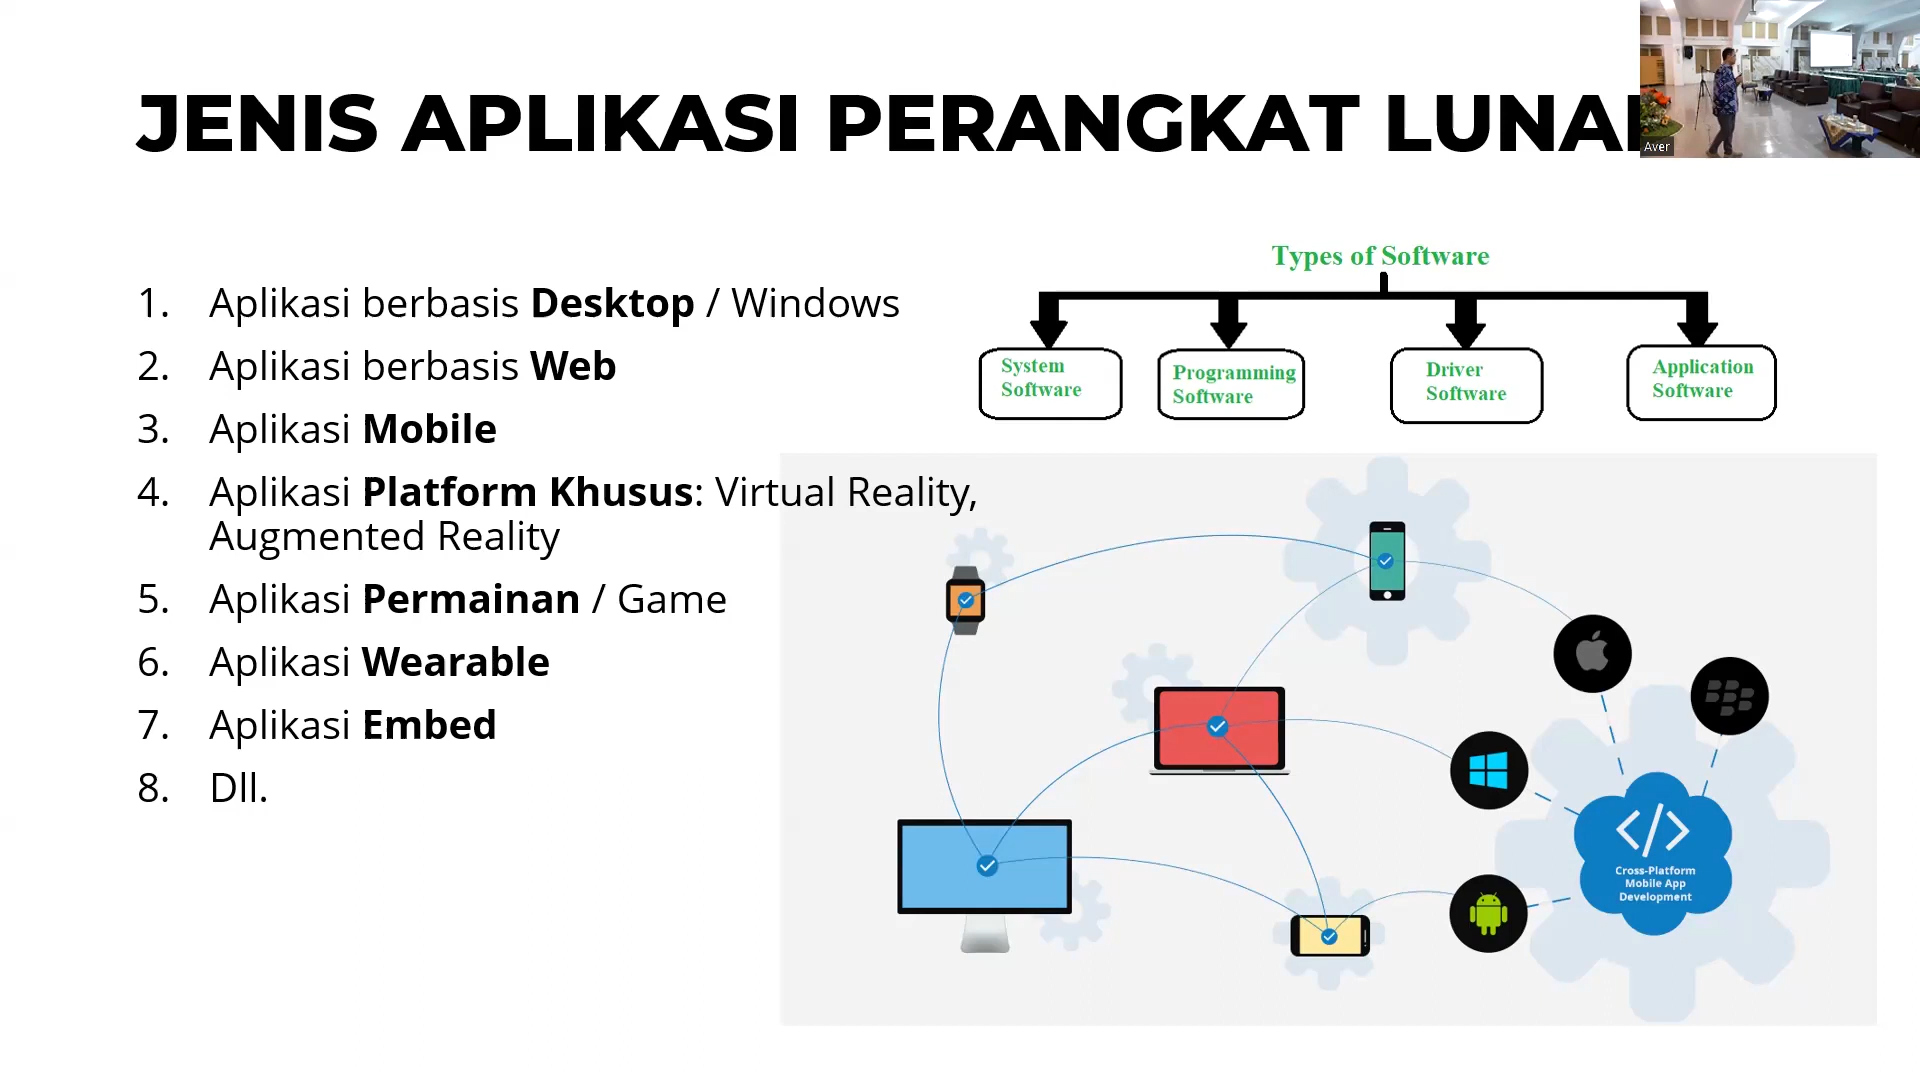 JENIS APLIKASI PERANGKAT LUNA
Aver
1. Aplikasi berbasis Desktop / Windows
2. Aplikasi berbasis Web
3. Aplikasi Mobile
4. Aplikasi Platform Khusus: Virtual Reality,
Augmented Reality
5. Aplikasi Permainan / Game
6. Aplikasi Wearable
7. Aplikasi Embed
8. Dll.
Types of Software
System
Software
Programming
Software
Driver
Software
Application
Software
</>
Cross-Platform
Mobile App
Development